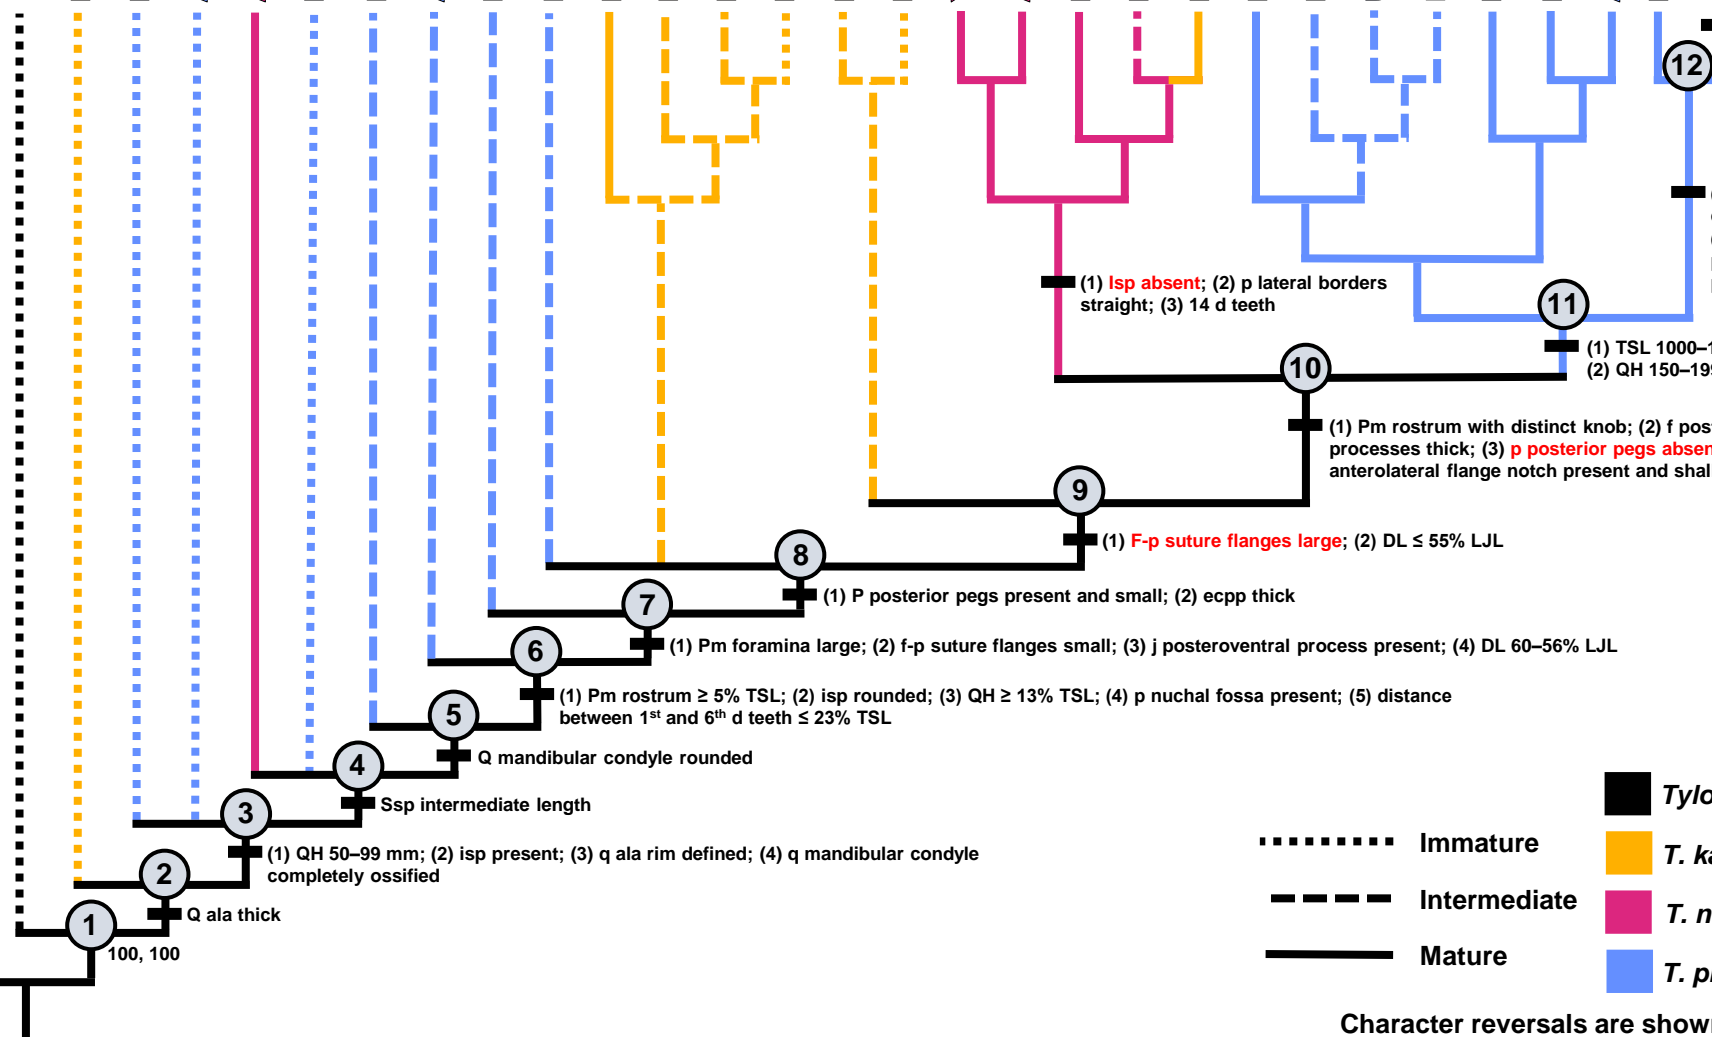 12
(1) Isp absent; (2) p lateral borders
straight; (3) 14 d teeth
11
(1) TSL 1000–
(2) QH 150–199
10
(1) Pm rostrum with distinct knob; (2) f
processes thick; (3) p posterior pegs
anterolateral flange notch present and
9
(1) F-p suture flanges large; (2) DL ≤ 55% LJL
8
(1) P posterior pegs present and small; (2) ecpp thick
7
(1) Pm foramina large; (2) f-p suture flanges small; (3) j posteroventral process present; (4) DL 60–56% LJL
6
(1) Pm rostrum ≥ 5% TSL; (2) isp rounded; (3) QH ≥ 13% TSL; (4) p nuchal fossa present; (5) distance
between 1st and 6th d teeth ≤ 23% TSL
5
Q mandibular condyle rounded
4
Ssp intermediate length
3
(1) QH 50–99 mm; (2) isp present; (3) q ala rim defined; (4) q mandibular condyle
completely ossified
2
Q ala thick
1
100, 100
Immature
Intermediate
Mature
Tylo
T. ka
T. n
T. p
Character reversals are shown